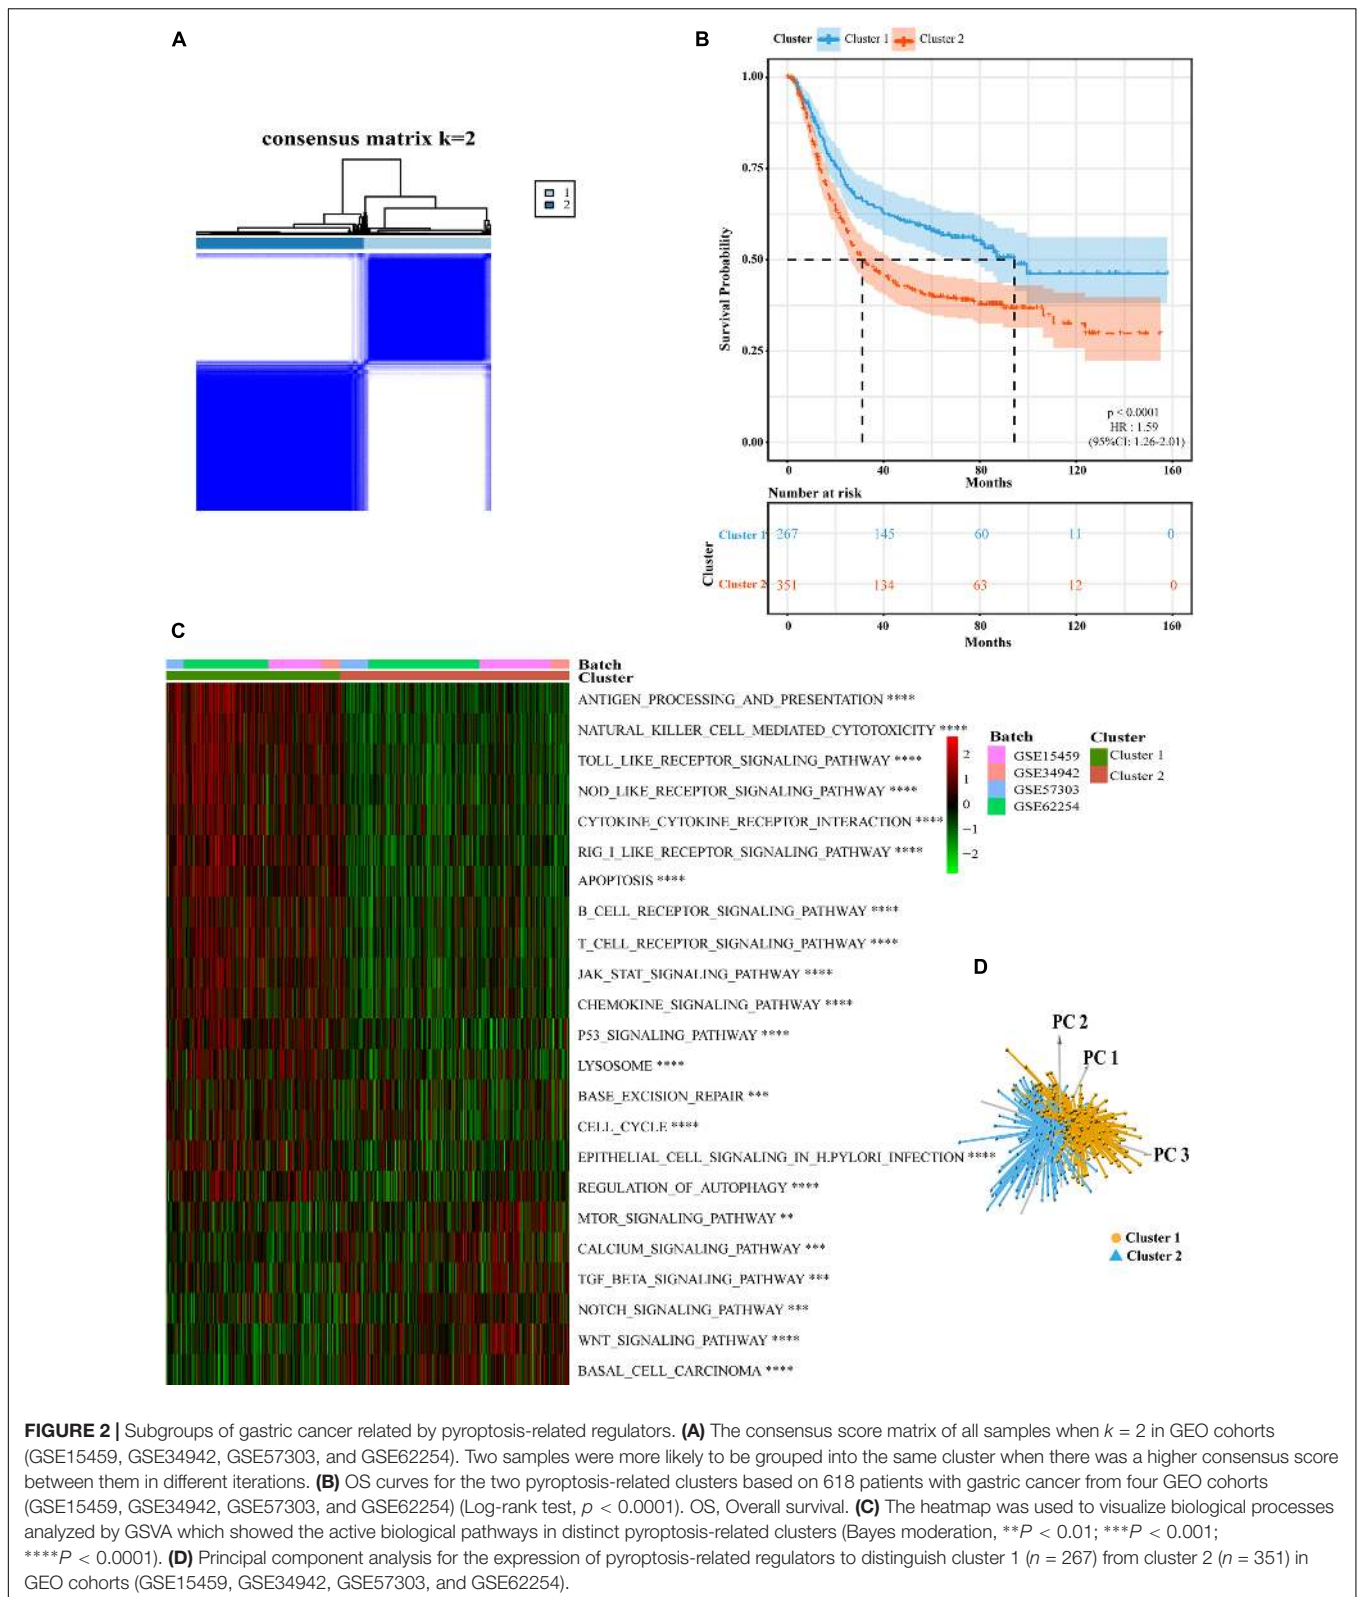 A
consensus matrix k=2
1
2
B
Cluster Cluster 1 Cluster 2
1.00
0.75
0.50
0.25
0.00
Survival Probability
p < 0.0001
HR : 1.59
(95%CI: 1.26-2.01)
0 40 80 120 160
Months
Number at risk
Cluster
Cluster 1 267 145 60 11 0
Cluster 2 351 134 63 12 0
0 40 80 120 160
Months
C
Batch
Cluster
ANTIGEN_PROCESSING_AND_PRESENTATION ****
NATURAL_KILLER_CELL_MEDIATED_CYTOTOXICITY ****
TOLL_LIKE_RECEPTOR_SIGNALING_PATHWAY ****
NOD_LIKE_RECEPTOR_SIGNALING_PATHWAY ****
CYTOKINE_CYTOKINE_RECEPTOR_INTERACTION ****
RIG_I_LIKE_RECEPTOR_SIGNALING_PATHWAY ****
APOPTOSIS ****
B_CELL_RECEPTOR_SIGNALING_PATHWAY ****
T_CELL_RECEPTOR_SIGNALING_PATHWAY ****
JAK_STAT_SIGNALING_PATHWAY ****
CHEMOKINE_SIGNALING_PATHWAY ****
P53_SIGNALING_PATHWAY ****
LYSOSOME ****
BASE_EXCISION_REPAIR ***
CELL_CYCLE ****
EPITHELIAL_CELL_SIGNALING_IN_H.PYLORI_INFECTION ****
REGULATION_OF_AUTOPHAGY ****
MTOR_SIGNALING_PATHWAY **
CALCIUM_SIGNALING_PATHWAY ***
TGF_BETA_SIGNALING_PATHWAY ***
NOTCH_SIGNALING_PATHWAY ***
WNT_SIGNALING_PATHWAY ****
BASAL_CELL_CARCINOMA ****
2
1
0
−1
−2
Batch
GSE15459
GSE34942
GSE57303
GSE62254
Cluster
Cluster 1
Cluster 2
D
PC 2
PC 1
PC 3
Cluster 1
Cluster 2
FIGURE 2 | Subgroups of gastric cancer related by pyroptosis-related regulators. (A) The consensus score matrix of all samples when k = 2 in GEO cohorts
(GSE15459, GSE34942, GSE57303, and GSE62254). Two samples were more likely to be grouped into the same cluster when there was a higher consensus score
between them in different iterations. (B) OS curves for the two pyroptosis-related clusters based on 618 patients with gastric cancer from four GEO cohorts
(GSE15459, GSE34942, GSE57303, and GSE62254) (Log-rank test, p < 0.0001). OS, Overall survival. (C) The heatmap was used to visualize biological processes
analyzed by GSVA which showed the active biological pathways in distinct pyroptosis-related clusters (Bayes moderation, **P < 0.01; ***P < 0.001;
****P < 0.0001). (D) Principal component analysis for the expression of pyroptosis-related regulators to distinguish cluster 1 (n = 267) from cluster 2 (n = 351) in
GEO cohorts (GSE15459, GSE34942, GSE57303, and GSE62254).